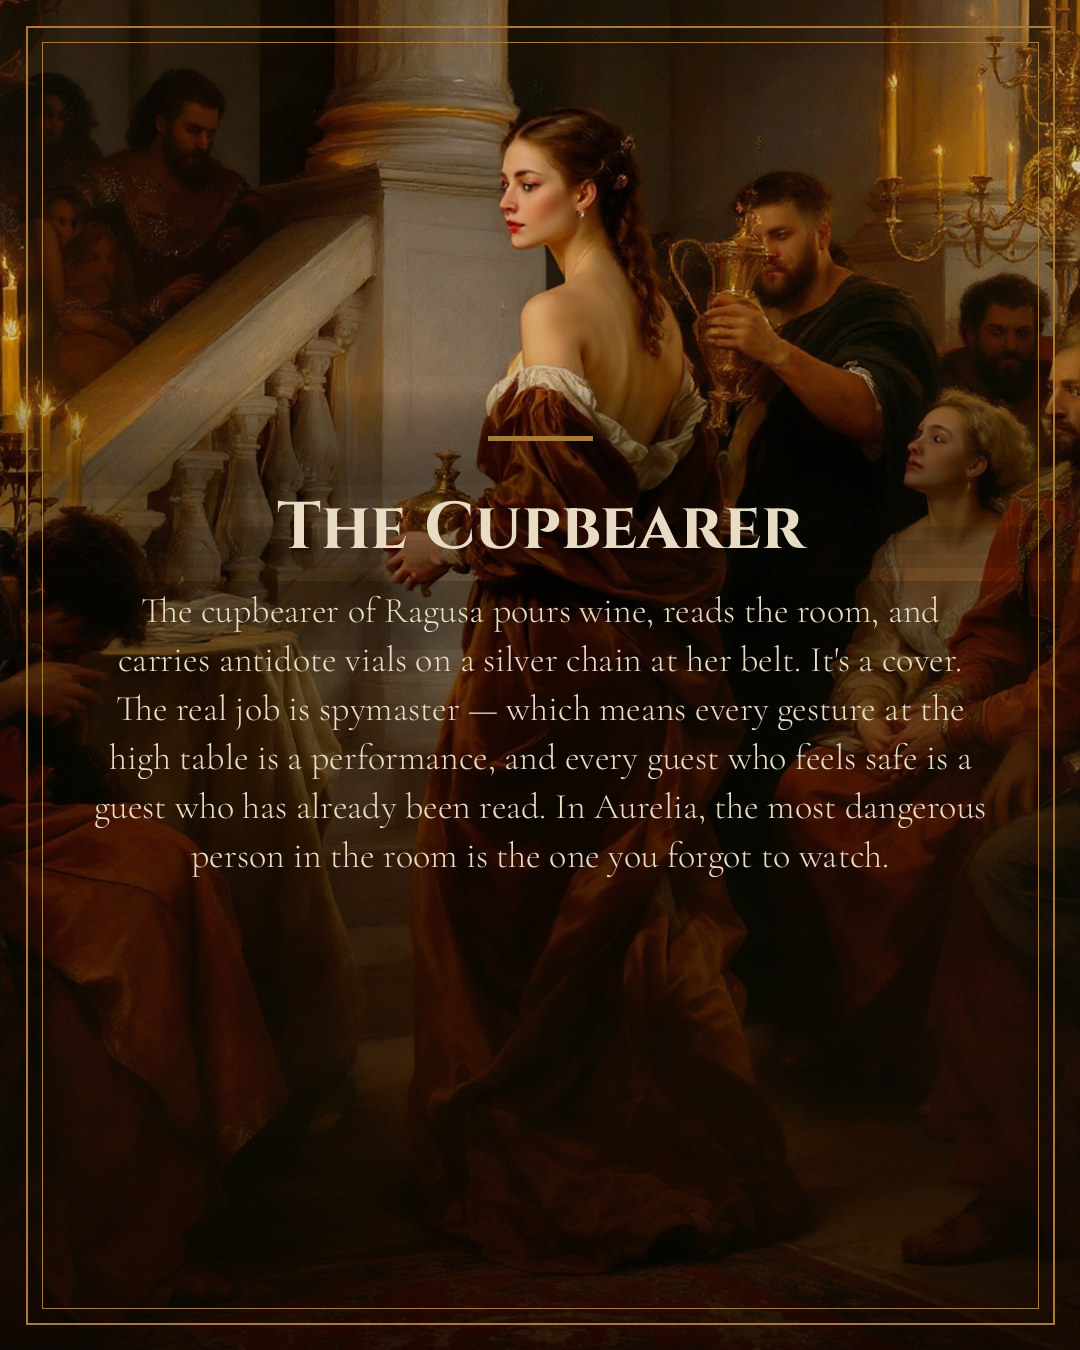 The Cupbearer
The cupbearer of Ragusa pours wine, reads the room, and
carries antidote vials on a silver chain at her belt. It's a cover.
The real job is spymaster — which means every gesture at the
high table is a performance, and every guest who feels safe is a
guest who has already been read. In Aurelia, the most dangerous
person in the room is the one you forgot to watch.